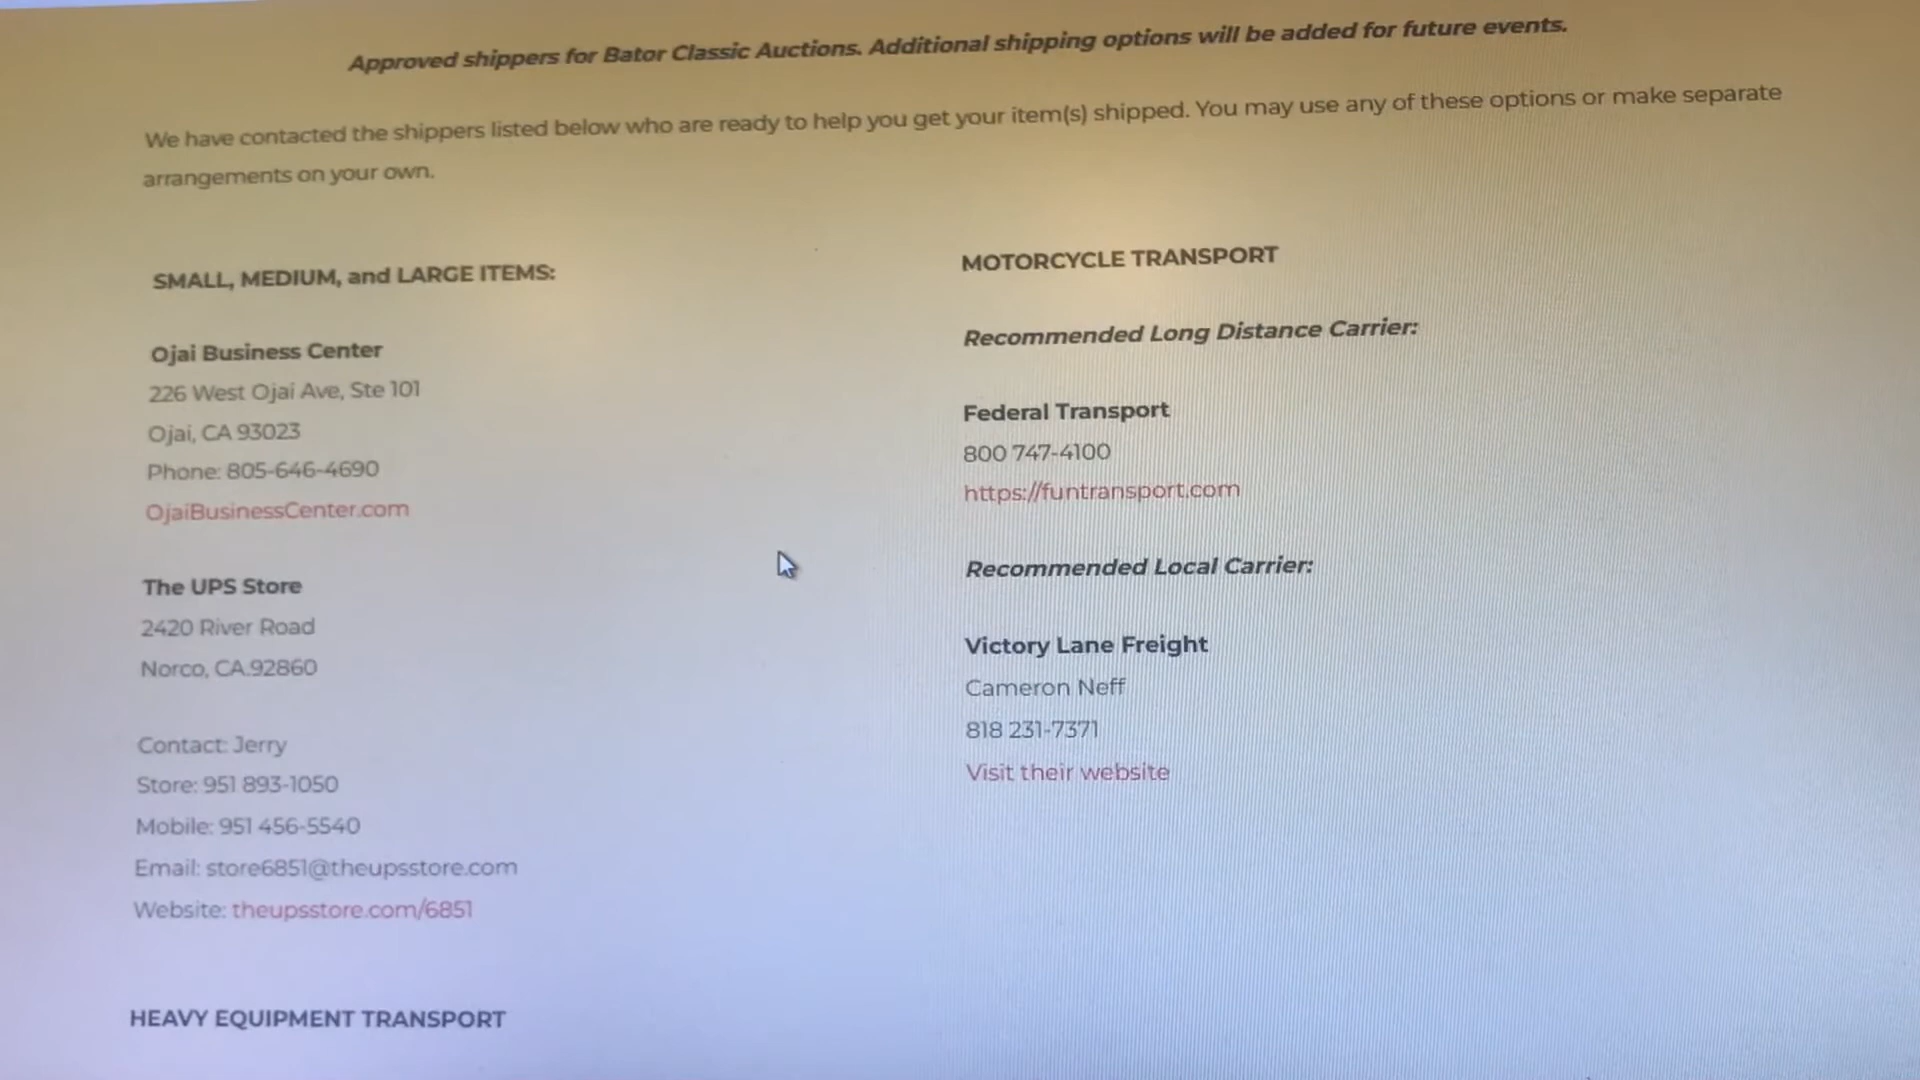 Approved shippers for Bator Classic Auctions. Additional shipping options will be added for future events.
We have contacted the shippers listed below who are ready to help you get your item(s) shipped. You may use any of these options or make separate
arrangements on your own.
SMALL, MEDIUM, and LARGE ITEMS:
Ojai Business Center
226 West Ojai Ave, Ste 101
Ojai, CA 93023
Phone: 805-646-4690
OjaiBusinessCenter.com
The UPS Store
2420 River Road
Norco, CA.92860
Contact: Jerry
Store: 951 893-1050
Mobile: 951 456-5540
Email: store6851@theupsstore.com
Website: theupsstore.com/6851
HEAVY EQUIPMENT TRANSPORT
MOTORCYCLE TRANSPORT
Recommended Long Distance Carrier:
Federal Transport
800 747-4100
https://funtransport.com
Recommended Local Carrier:
Victory Lane Freight
Cameron Neff
818 231-7371
Visit their website